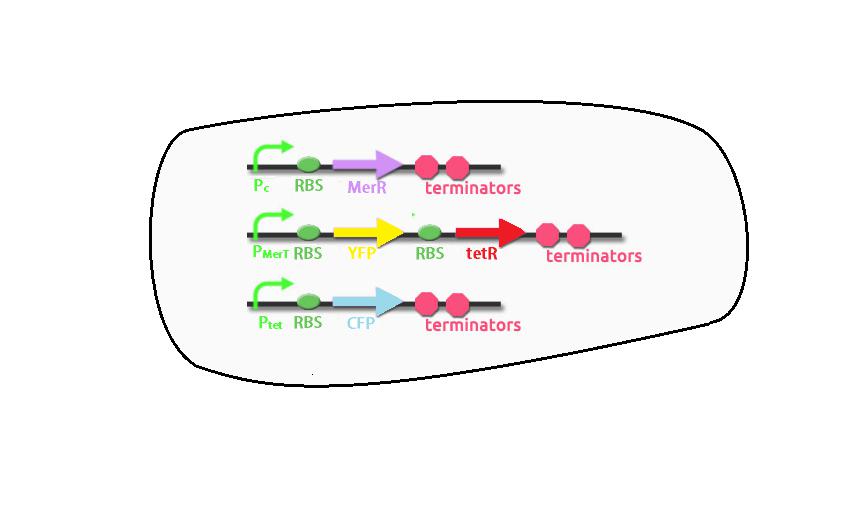 Pc RBS MerR terminators
PMerT RBS YFP RBS tetR terminators
Ptet RBS CFP terminators